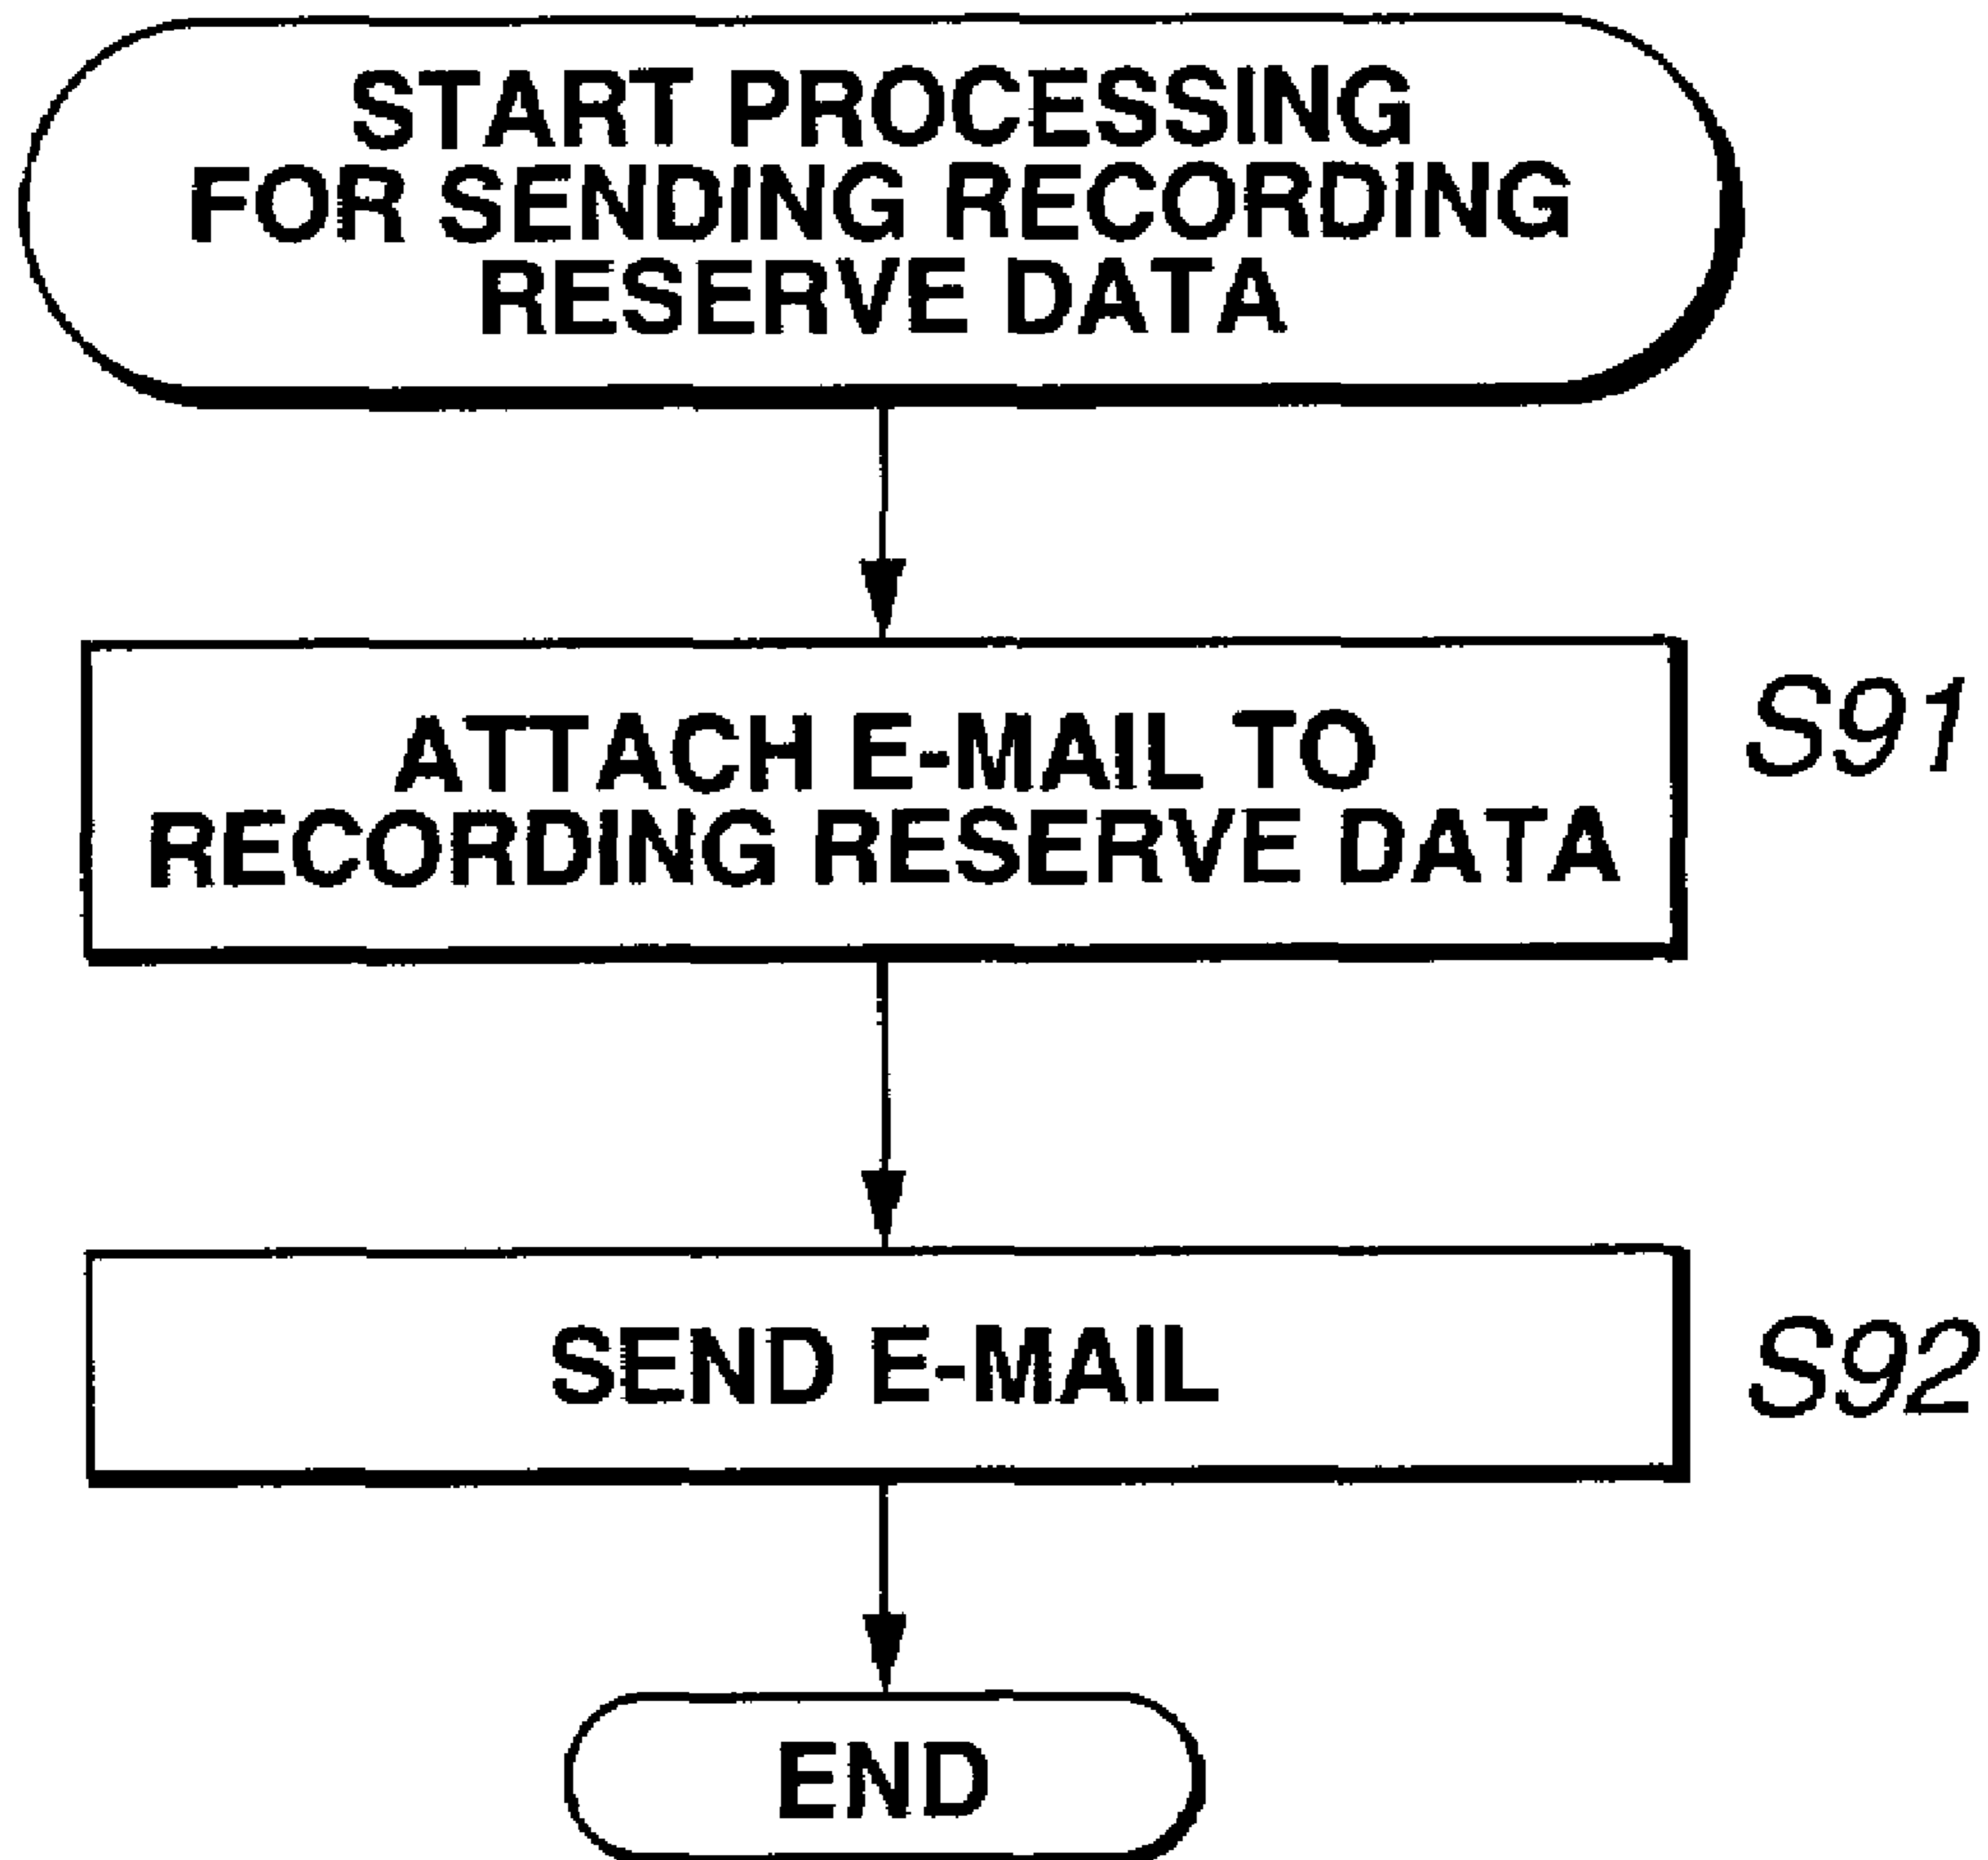 START PROCESSING
FOR SENDING RECORDING
RESERVE DATA
ATTACH E-MAIL TO
RECORDING RESERVE DATA
S91
SEND E-MAIL
S92
END